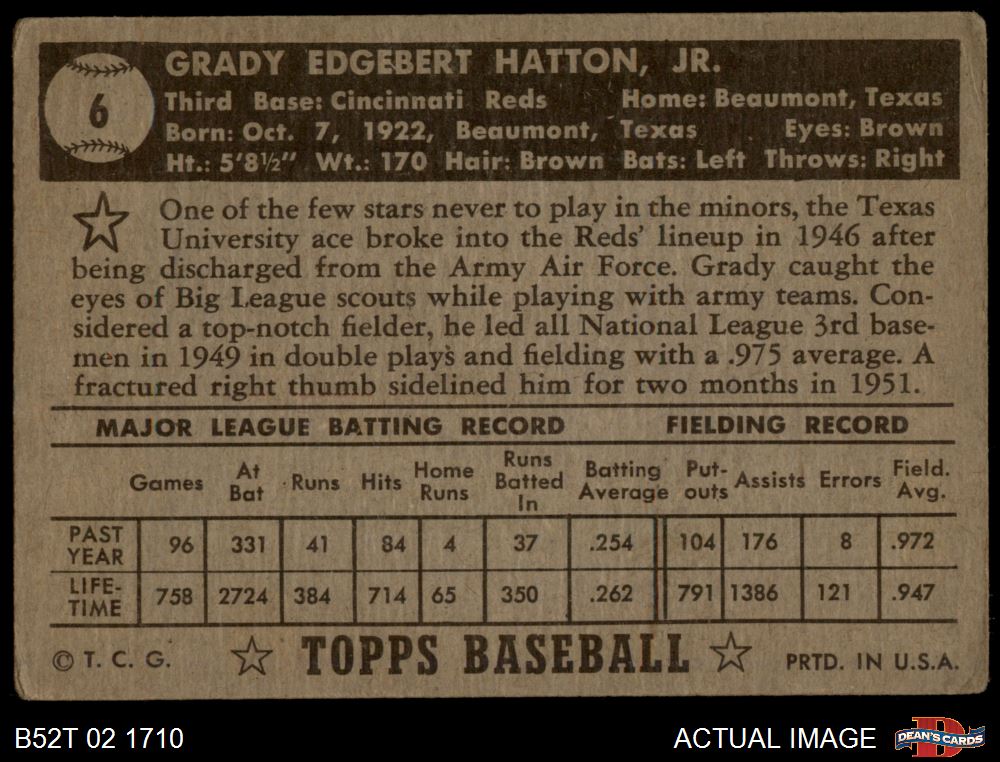 6
GRADY EDGEBERT HATTON, JR.
Third Base: Cincinnati Reds Home: Beaumont, Texas
Born: Oct. 7, 1922, Beaumont, Texas Eyes: Brown
Ht.: 5'8½" Wt.: 170 Hair: Brown Bats: Left Throws: Right
One of the few stars never to play in the minors, the Texas
University ace broke into the Reds' lineup in 1946 after
being discharged from the Army Air Force. Grady caught the
eyes of Big League scouts while playing with army teams. Con-
sidered a top-notch fielder, he led all National League 3rd base-
men in 1949 in double plays and fielding with a .975 average. A
fractured right thumb sidelined him for two months in 1951.
MAJOR LEAGUE BATTING RECORD FIELDING RECORD
Games At Bat Runs Hits Home Runs Runs Batted In Batting Average Put-outs Assists Errors Field. Avg.
PAST YEAR 96 331 41 84 4 37 .254 104 176 8 .972
LIFE-TIME 758 2724 384 714 65 350 .262 791 1386 121 .947
© T. C. G. TOPPS BASEBALL PRTD. IN U.S.A.
B52T 02 1710 ACTUAL IMAGE DEAN'S CARDS